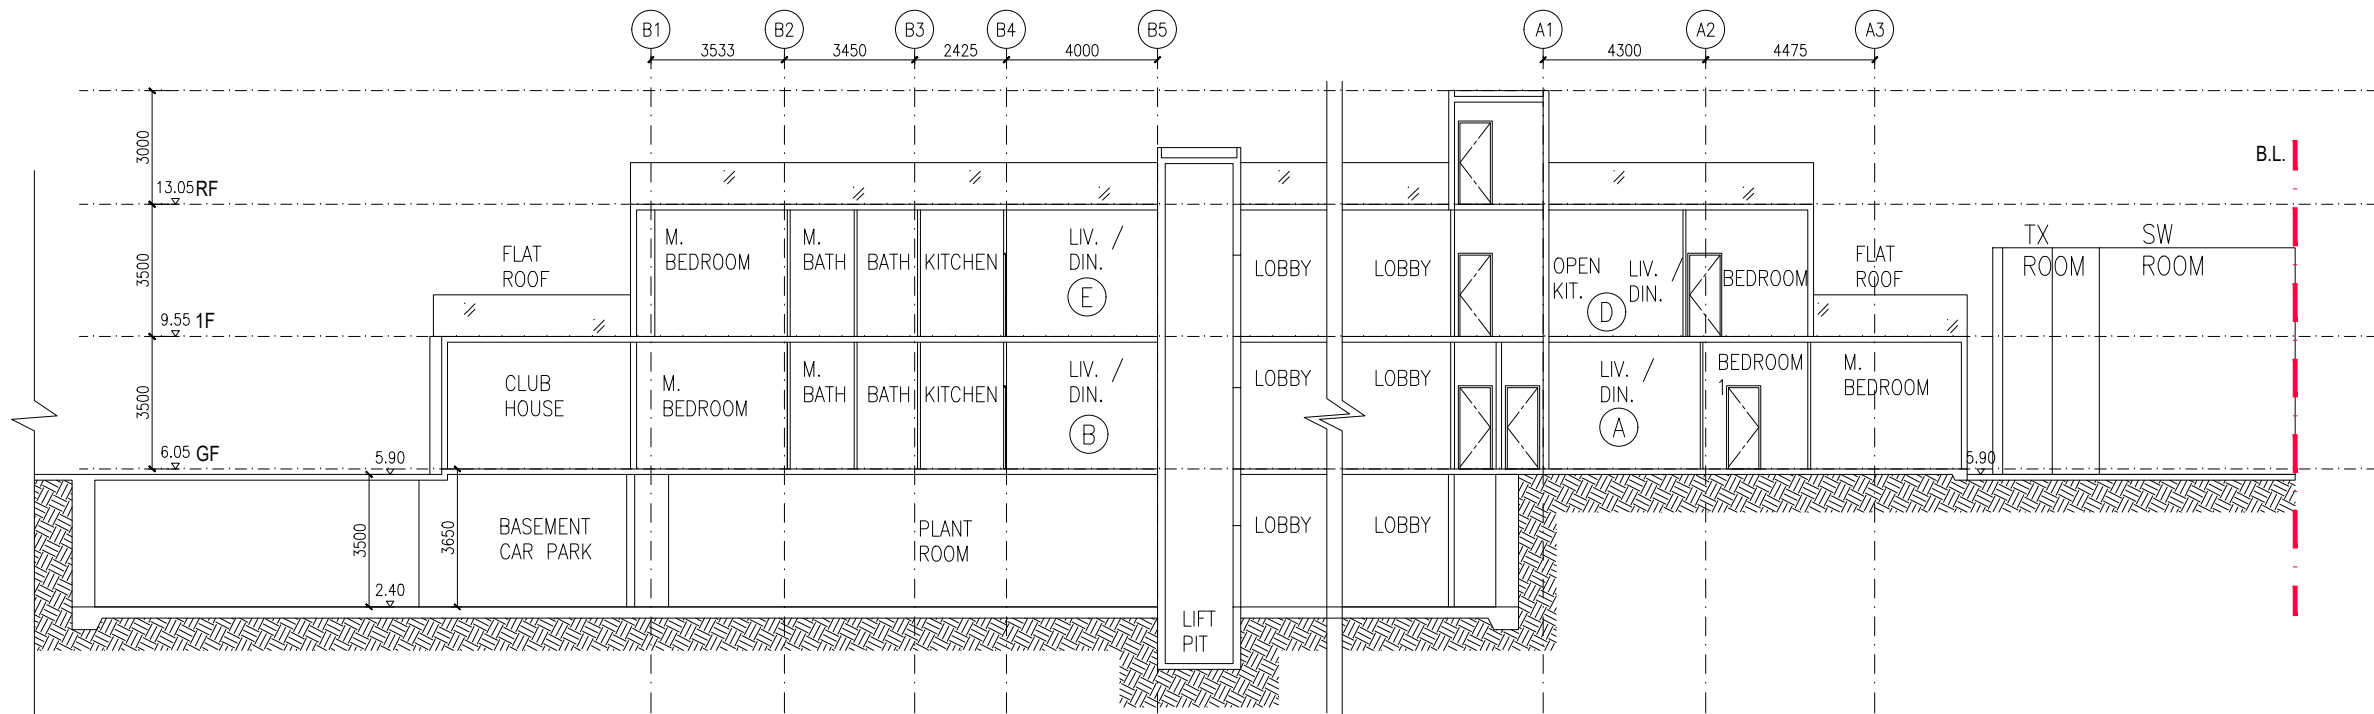 B1 B2 B3 B4 B5 A1 A2 A3
3533 3450 2425 4000 4300 4475
3000
B.L.
13.05 RF
M.
BEDROOM
M.
BATH
BATH
KITCHEN
LIV. /
DIN.
E
LOBBY
LOBBY
OPEN
KIT.
LIV. /
DIN.
D
BEDROOM
FLAT
ROOF
FLAT
ROOF
TX
ROOM
SW
ROOM
3500
9.55 1F
CLUB
HOUSE
M.
BEDROOM
M.
BATH
BATH
KITCHEN
LIV. /
DIN.
B
LOBBY
LOBBY
LIV. /
DIN.
A
BEDROOM
1
M.
BEDROOM
3500
6.05 GF
5.90
5.90
3500
3650
BASEMENT
CAR PARK
PLANT
ROOM
LOBBY
LOBBY
2.40
LIFT
PIT